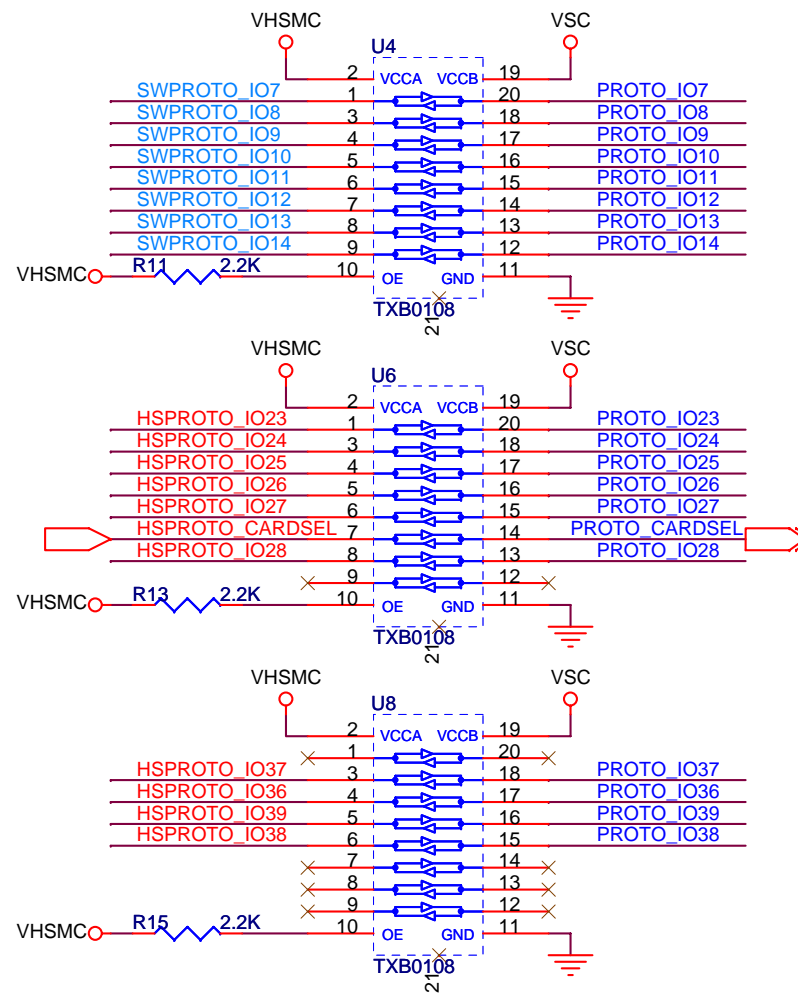 VHSMC VSC
U4
2 VCCA VCCB 19
SWPROTO_IO7 1 20 PROTO_IO7
SWPROTO_IO8 3 18 PROTO_IO8
SWPROTO_IO9 4 17 PROTO_IO9
SWPROTO_IO10 5 16 PROTO_IO10
SWPROTO_IO11 6 15 PROTO_IO11
SWPROTO_IO12 7 14 PROTO_IO12
SWPROTO_IO13 8 13 PROTO_IO13
SWPROTO_IO14 9 12 PROTO_IO14
VHSMC R11 2.2K 10 OE GND 11
TXB0108
21
VHSMC VSC
U6
2 VCCA VCCB 19
HSPROTO_IO23 1 20 PROTO_IO23
HSPROTO_IO24 3 18 PROTO_IO24
HSPROTO_IO25 4 17 PROTO_IO25
HSPROTO_IO26 5 16 PROTO_IO26
HSPROTO_IO27 6 15 PROTO_IO27
HSPROTO_CARDSEL 7 14 PROTO_CARDSEL
HSPROTO_IO28 8 13 PROTO_IO28
9 12
VHSMC R13 2.2K 10 OE GND 11
TXB0108
21
VHSMC VSC
U8
2 VCCA VCCB 19
1 20
HSPROTO_IO37 3 18 PROTO_IO37
HSPROTO_IO36 4 17 PROTO_IO36
HSPROTO_IO39 5 16 PROTO_IO39
HSPROTO_IO38 6 15 PROTO_IO38
7 14
8 13
9 12
VHSMC R15 2.2K 10 OE GND 11
TXB0108
21